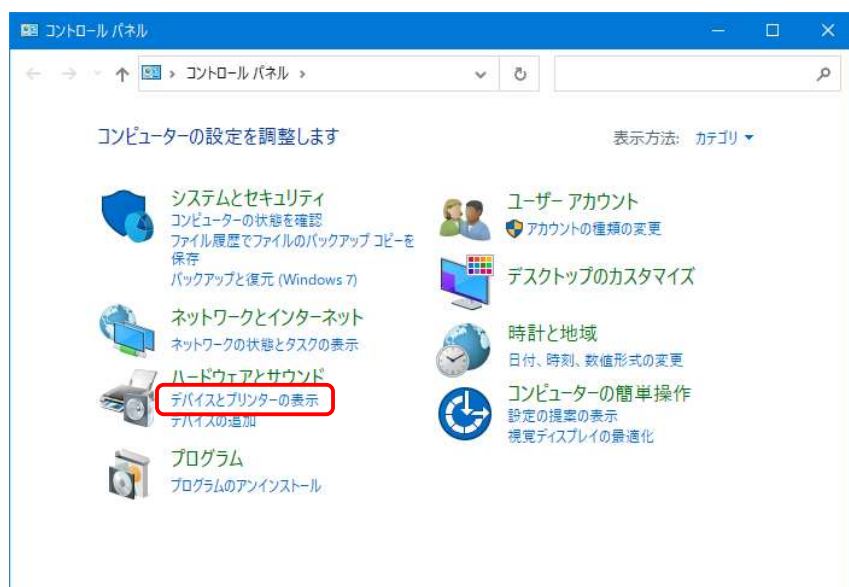 コントロール パネル
コントロール パネル
コンピューターの設定を調整します
表示方法: カテゴリ
システムとセキュリティ
コンピューターの状態を確認
ファイル履歴でファイルのバックアップ コピーを
保存
バックアップと復元 (Windows 7)
ネットワークとインターネット
ネットワークの状態とタスクの表示
ハードウェアとサウンド
デバイスとプリンターの表示
デバイスの追加
プログラム
プログラムのアンインストール
ユーザー アカウント
アカウントの種類の変更
デスクトップのカスタマイズ
時計と地域
日付、時刻、数値形式の変更
コンピューターの簡単操作
設定の提案の表示
視覚ディスプレイの最適化